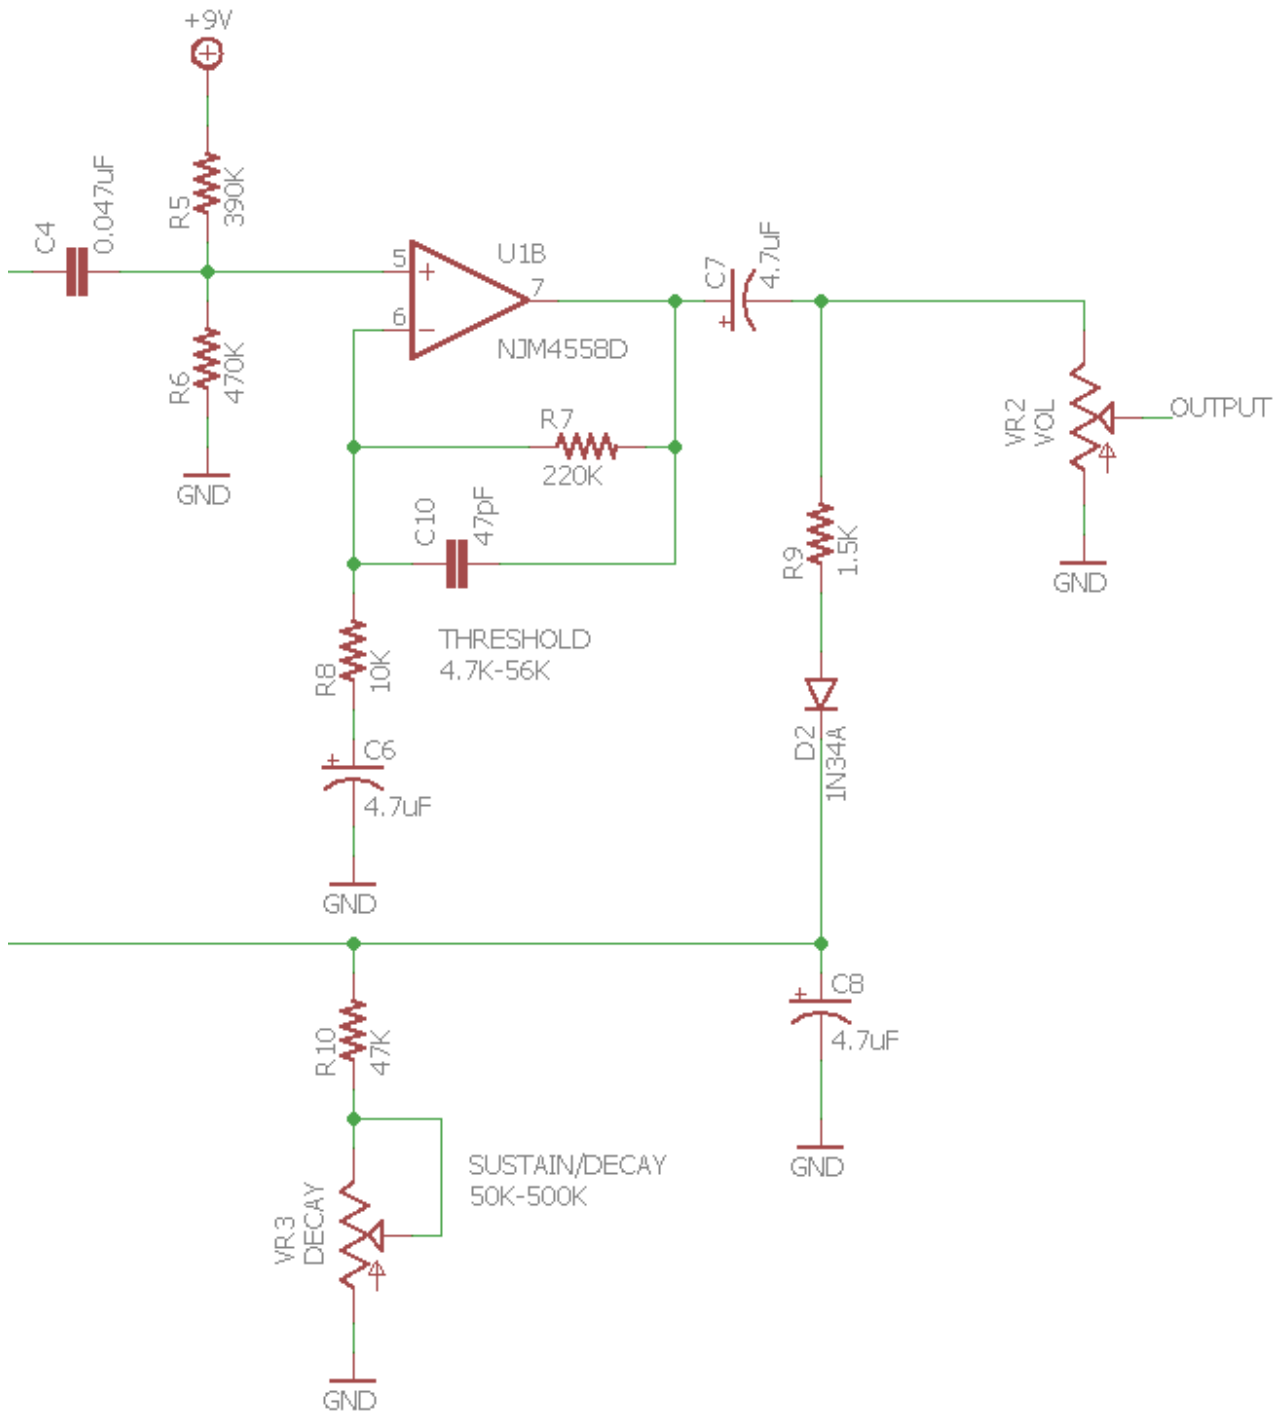 +9V
R5
390K
C4
0.047uF
R6
470K
GND
5
+
6
−
7
U1B
NJM4558D
C7
4.7uF
+
VR2
VOL
OUTPUT
GND
R7
220K
C10
47pF
R9
1.5K
THRESHOLD
4.7K-56K
R8
10K
D2
1N34A
+
C6
4.7uF
GND
R10
47K
+
C8
4.7uF
GND
SUSTAIN/DECAY
50K-500K
VR3
DECAY
GND